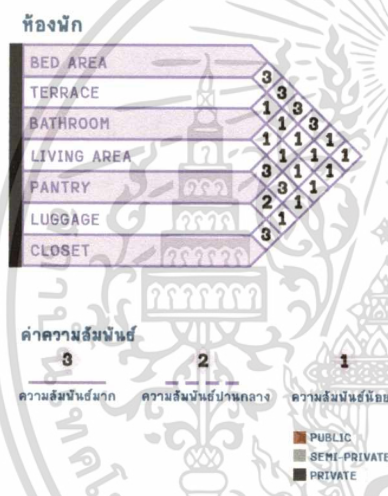 ห้องพัก
BED AREA
3
TERRACE 3
1 3
BATHROOM 1 3
1 1 1
LIVING AREA 1 1 1
3 1 1
PANTRY 3 1
2 1
LUGGAGE 1
3
CLOSET
ค่าความสัมพันธ์
3 2 1
ความสัมพันธ์มาก ความสัมพันธ์ปานกลาง ความสัมพันธ์น้อย
PUBLIC
SEMI-PRIVATE
PRIVATE